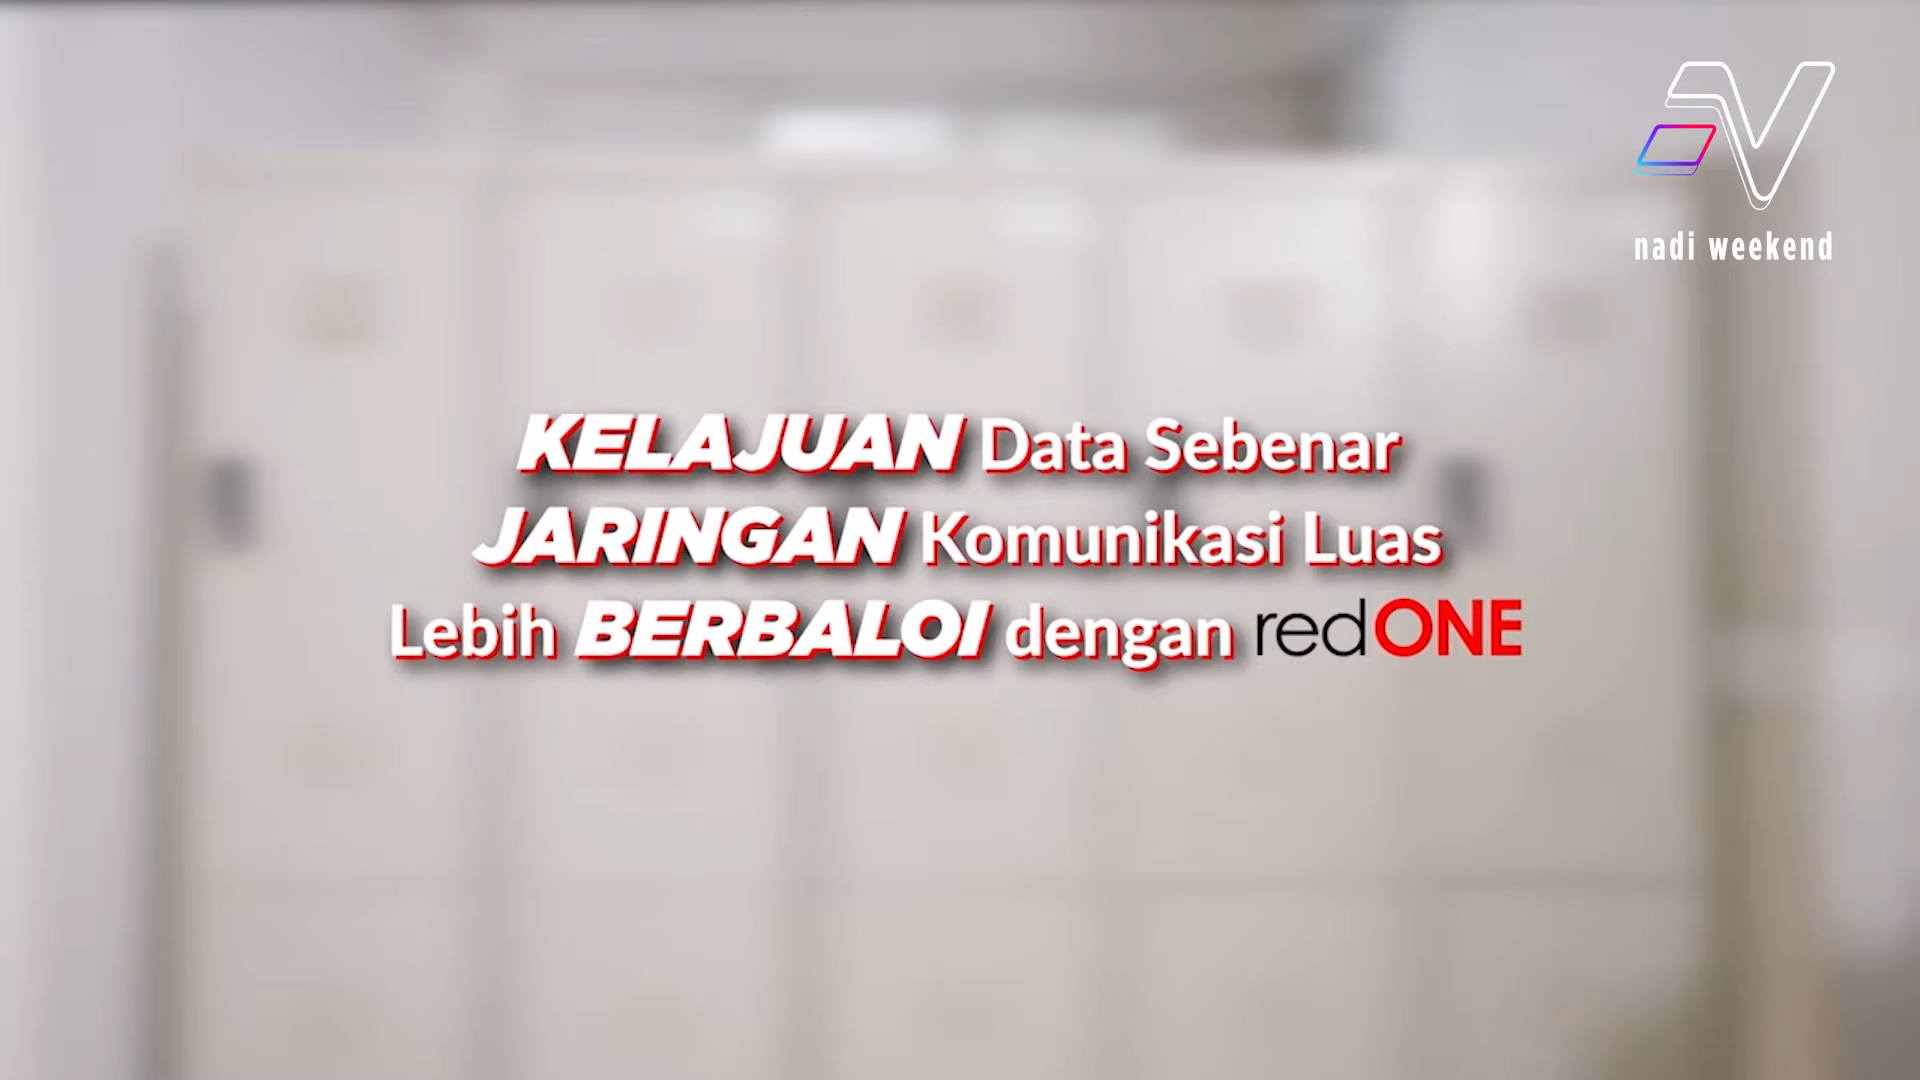 nadi weekend
KELAJUAN Data Sebenar
JARINGAN Komunikasi Luas
Lebih BERBALOI dengan redONE